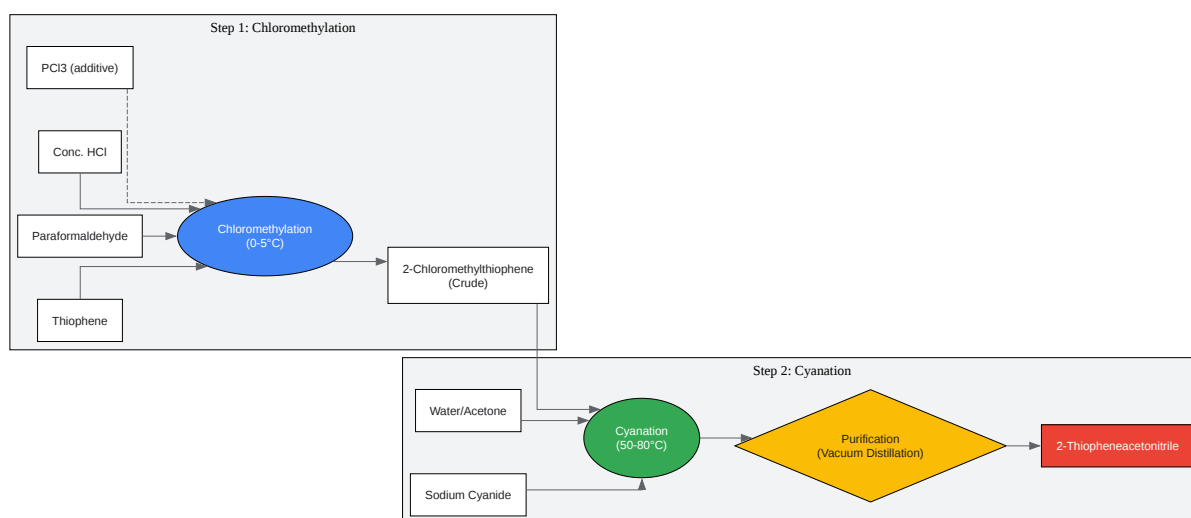 Step 1: Chloromethylation
PCl3 (additive)
Conc. HCl
Paraformaldehyde
Thiophene
Chloromethylation
(0-5°C)
2-Chloromethylthiophene
(Crude)
Step 2: Cyanation
Water/Acetone
Sodium Cyanide
Cyanation
(50-80°C)
Purification
(Vacuum Distillation)
2-Thiopheneacetonitrile